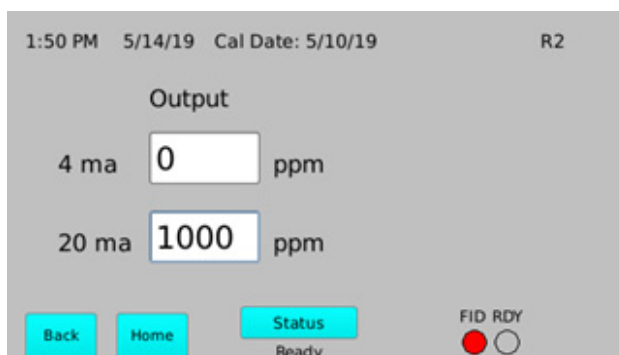 1:50 PM 5/14/19 Cal Date: 5/10/19 R2
Output
4 ma 0 ppm
20 ma 1000 ppm
Back Home Status FID RDY
Ready